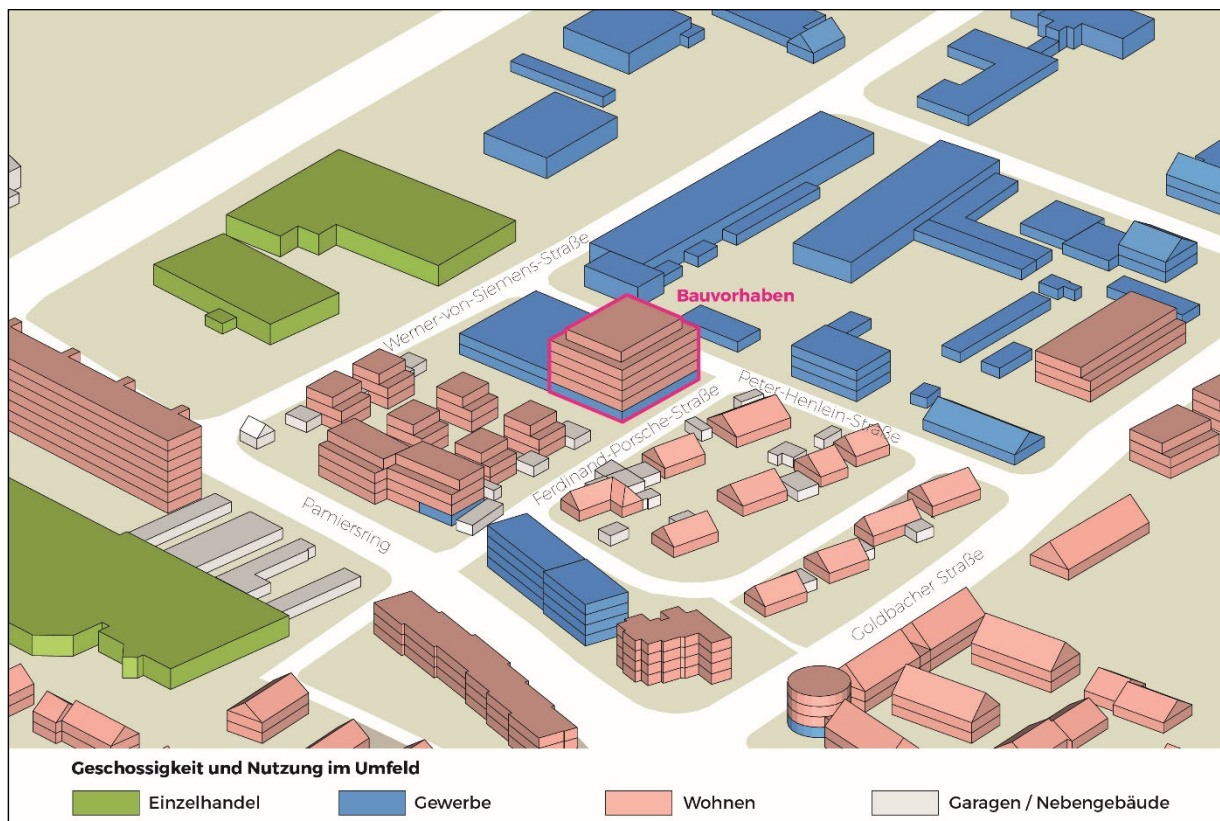 Werner-von-Siemens-Straße
Bauvorhaben
Peter-Henlein-Straße
Ferdinand-Porsche-Straße
Pamiersring
Goldbacher Straße
Geschossigkeit und Nutzung im Umfeld
Einzelhandel
Gewerbe
Wohnen
Garagen / Nebengebäude